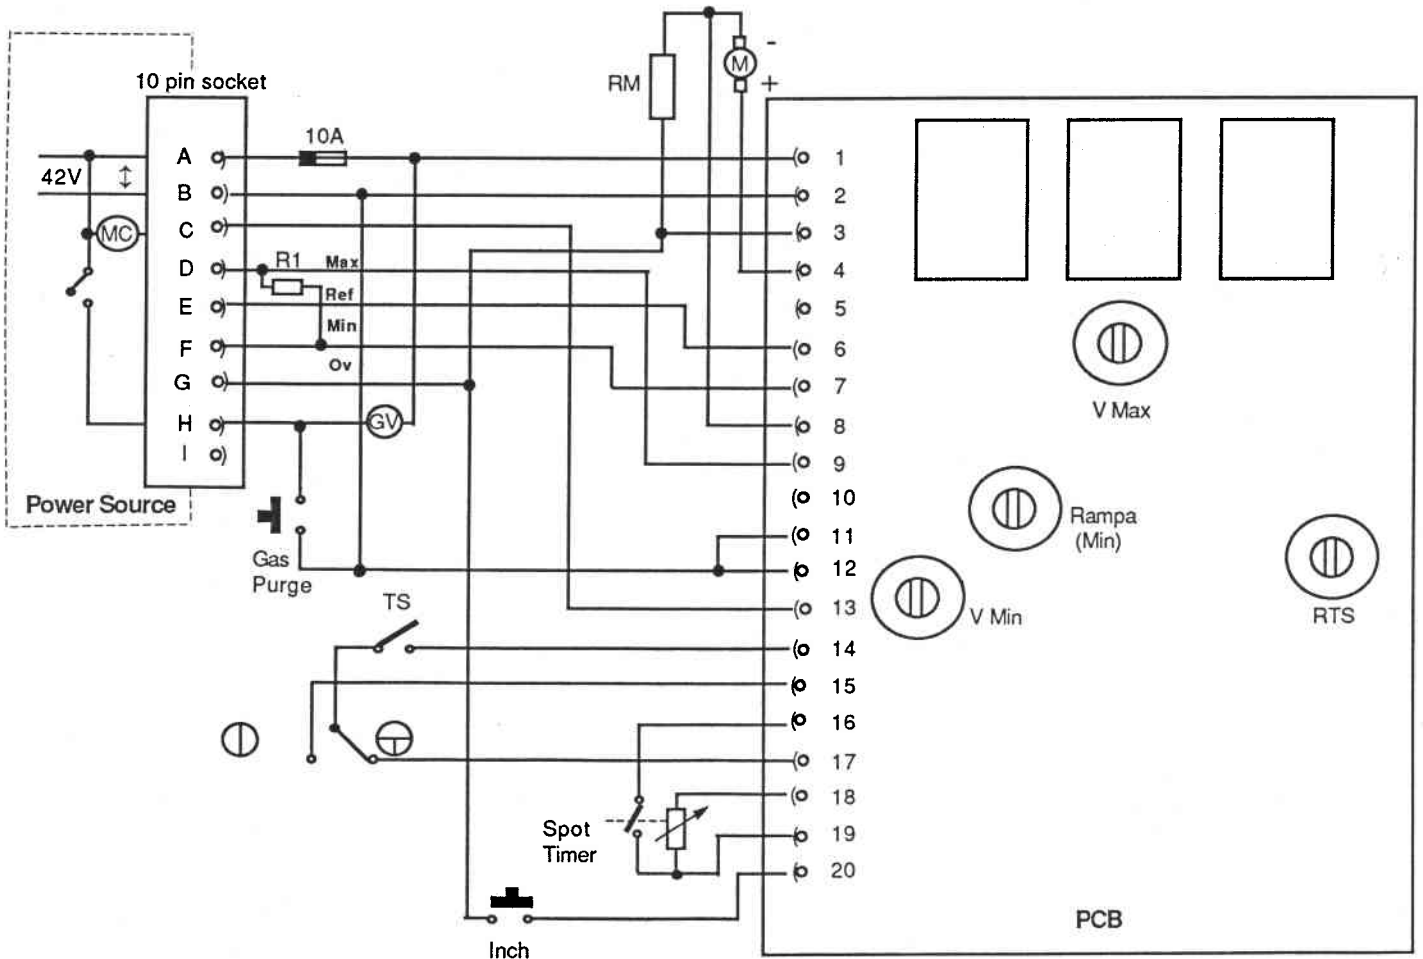 10 pin socket
RM
M
-
+
10A
42V
A
B
C
D
E
F
G
H
I
MC
R1
Max
Ref
Min
Ov
GV
Power Source
Gas
Purge
TS
Spot
Timer
Inch
1
2
3
4
5
6
7
8
9
10
11
12
13
14
15
16
17
18
19
20
V Max
Rampa
(Min)
V Min
RTS
PCB